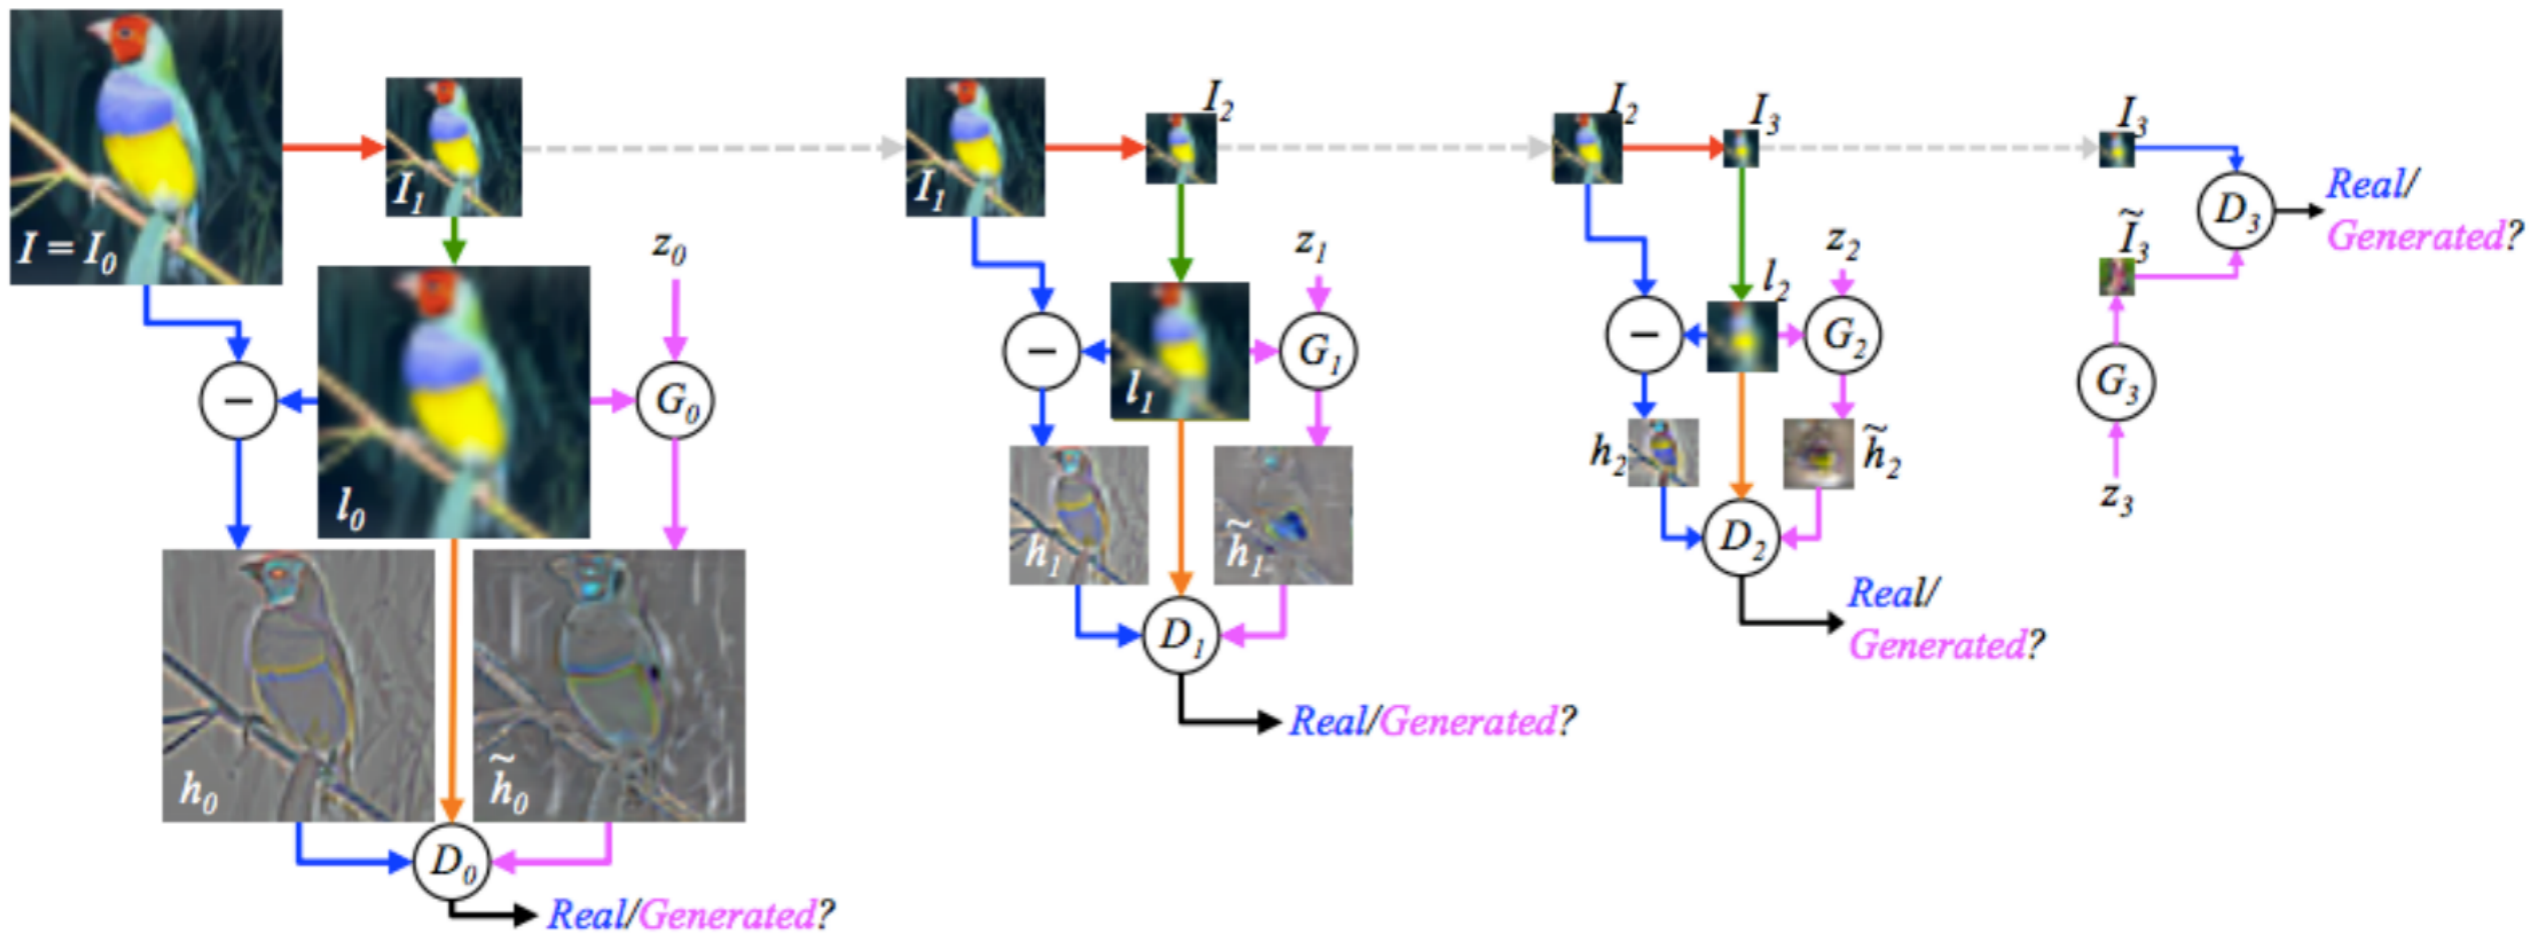 I = I₀
I₁
l₀
z₀
G₀
−
h₀
h̃₀
D₀
Real/Generated?
I₁
I₂
z₁
−
l₁
G₁
h₁
h̃₁
D₁
Real/Generated?
I₂
I₃
z₂
l₂
−
G₂
h₂
h̃₂
D₂
Real/
Generated?
I₃
D₃
Real/
Generated?
Ĩ₃
G₃
z₃